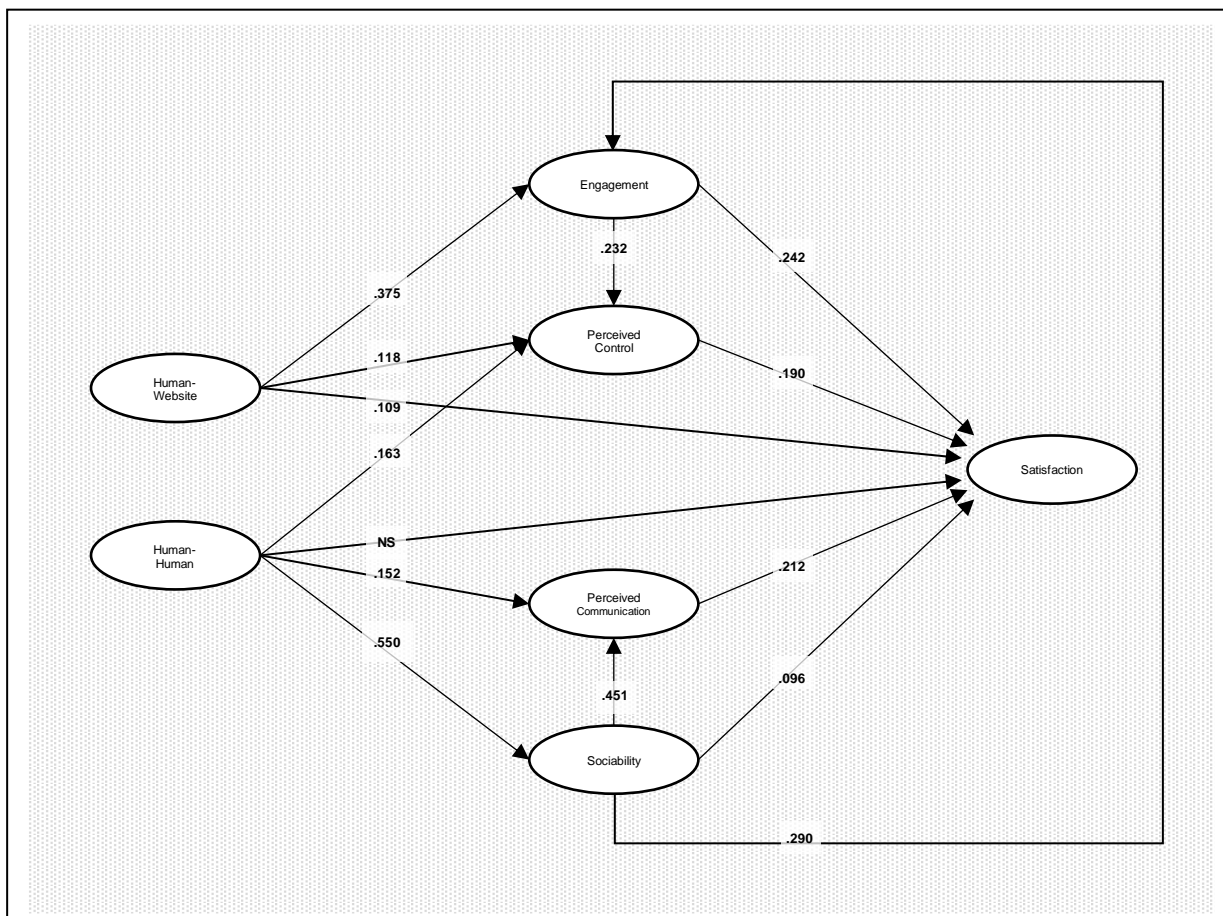 Engagement
.232
.242
.375
Perceived
Control
.118
.190
Human-
Website
.109
.163
Satisfaction
NS
Human-
Human
.152
.212
Perceived
Communication
.550
.096
.451
Sociability
.290